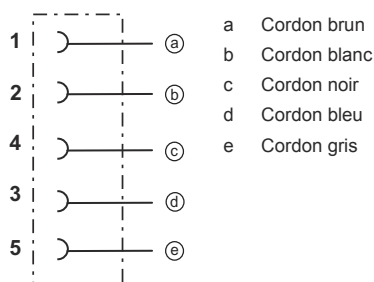 1 ⓐ
2 ⓑ
4 ⓒ
3 ⓓ
5 ⓔ
a Cordon brun
b Cordon blanc
c Cordon noir
d Cordon bleu
e Cordon gris